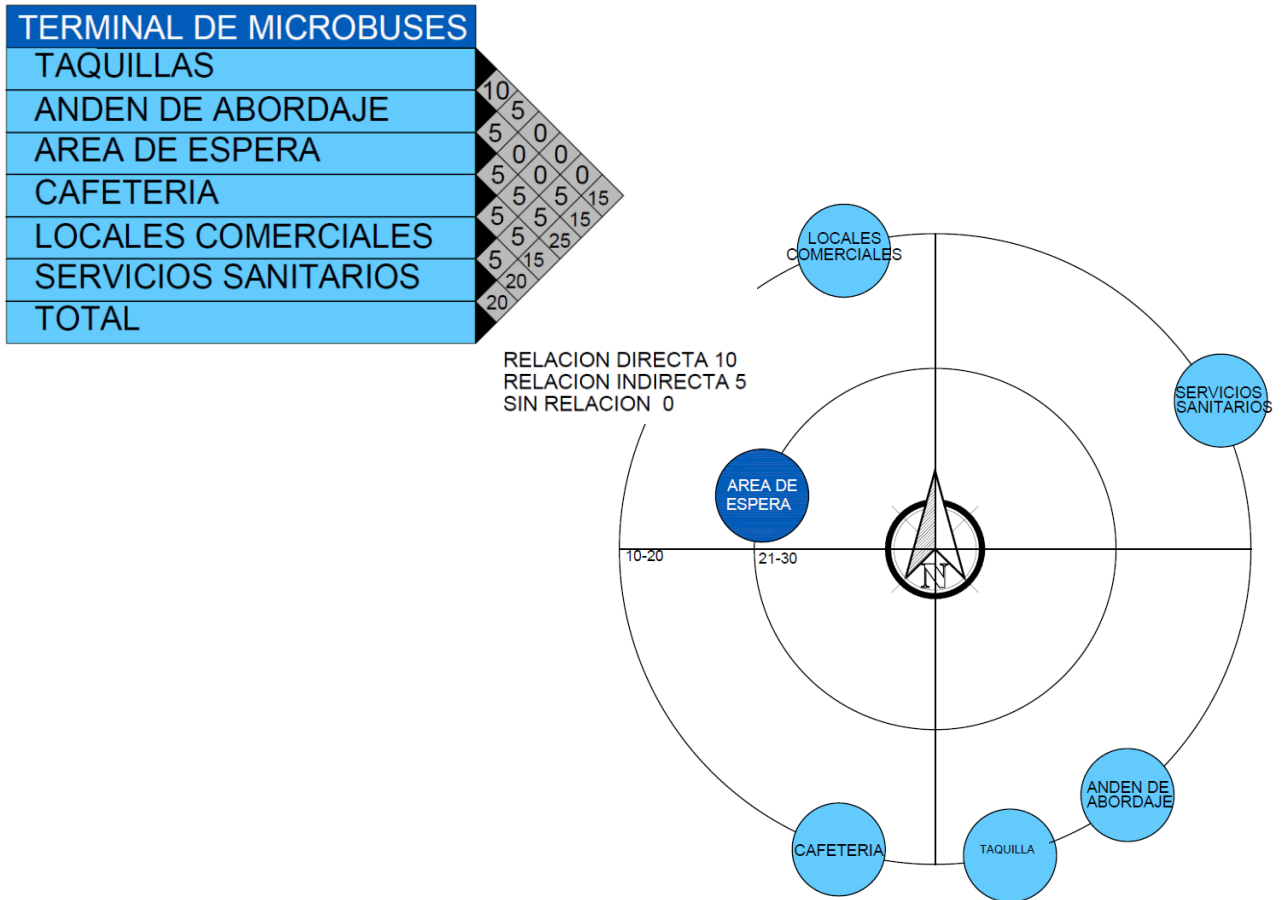 TERMINAL DE MICROBUSES
TAQUILLAS
ANDEN DE ABORDAJE
AREA DE ESPERA
CAFETERIA
LOCALES COMERCIALES
SERVICIOS SANITARIOS
TOTAL
10
5
5 0
0 0
5 0 0
5 5 15
5 5 15
5 25
5 15
20
20
RELACION DIRECTA 10
RELACION INDIRECTA 5
SIN RELACION 0
LOCALES
COMERCIALES
SERVICIOS
SANITARIOS
AREA DE
ESPERA
10-20
21-30
N
ANDEN DE
ABORDAJE
CAFETERIA
TAQUILLA